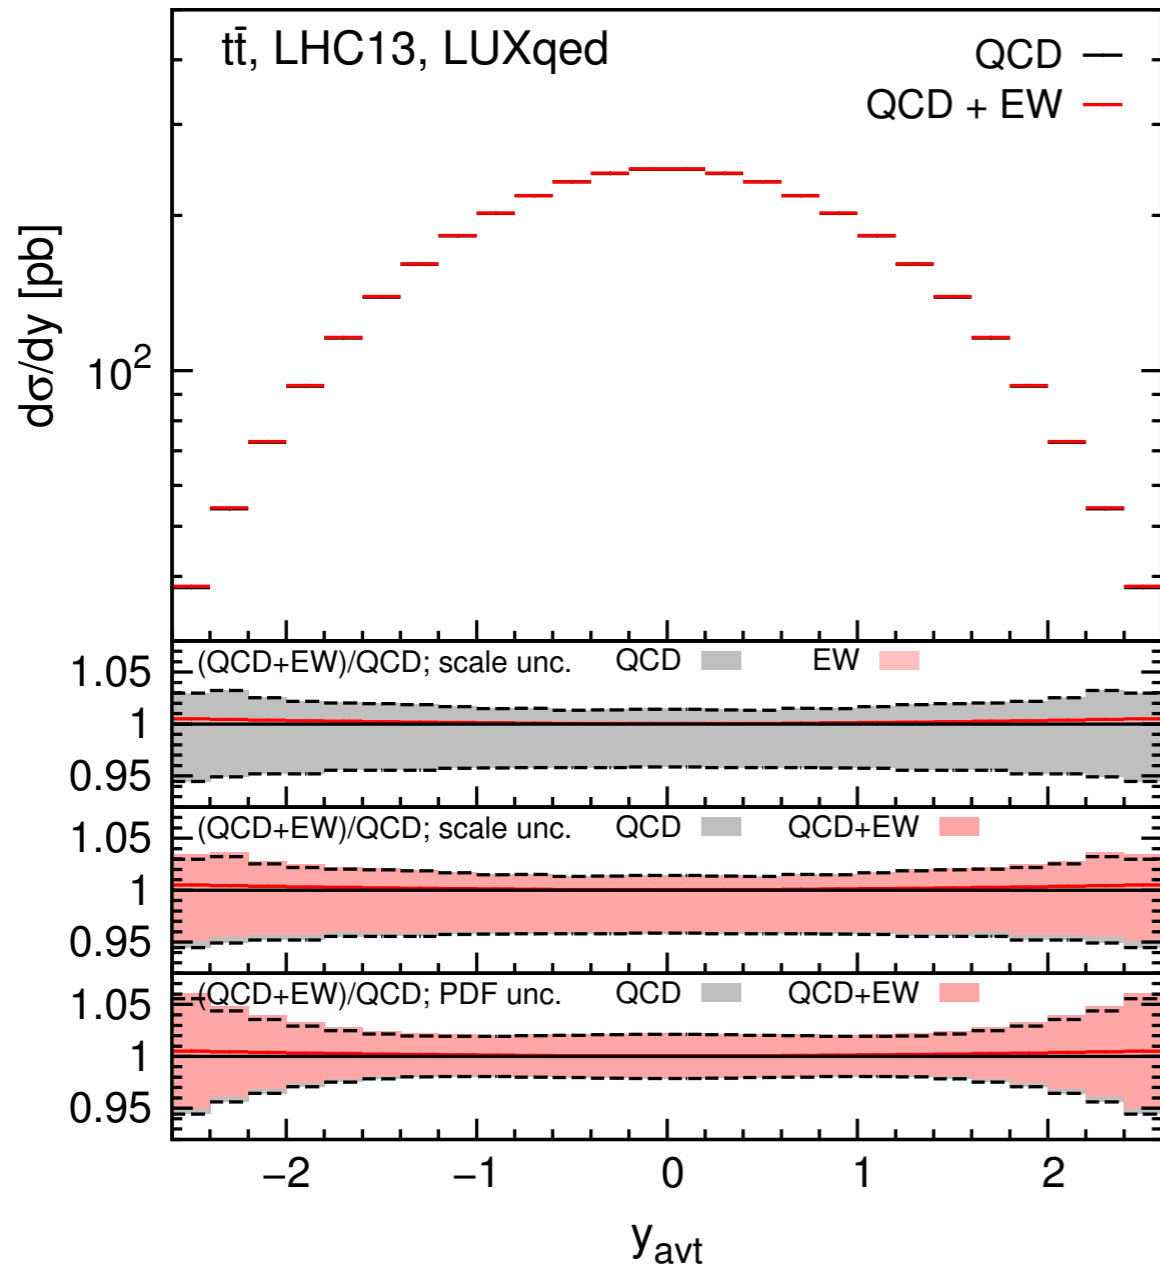 tt̄, LHC13, LUXqed
QCD
QCD + EW
dσ/dy [pb]
10²
(QCD+EW)/QCD; scale unc. QCD EW
1.05
1
0.95
(QCD+EW)/QCD; scale unc. QCD QCD+EW
1.05
1
0.95
(QCD+EW)/QCD; PDF unc. QCD QCD+EW
1.05
1
0.95
−2 −1 0 1 2
y_avt